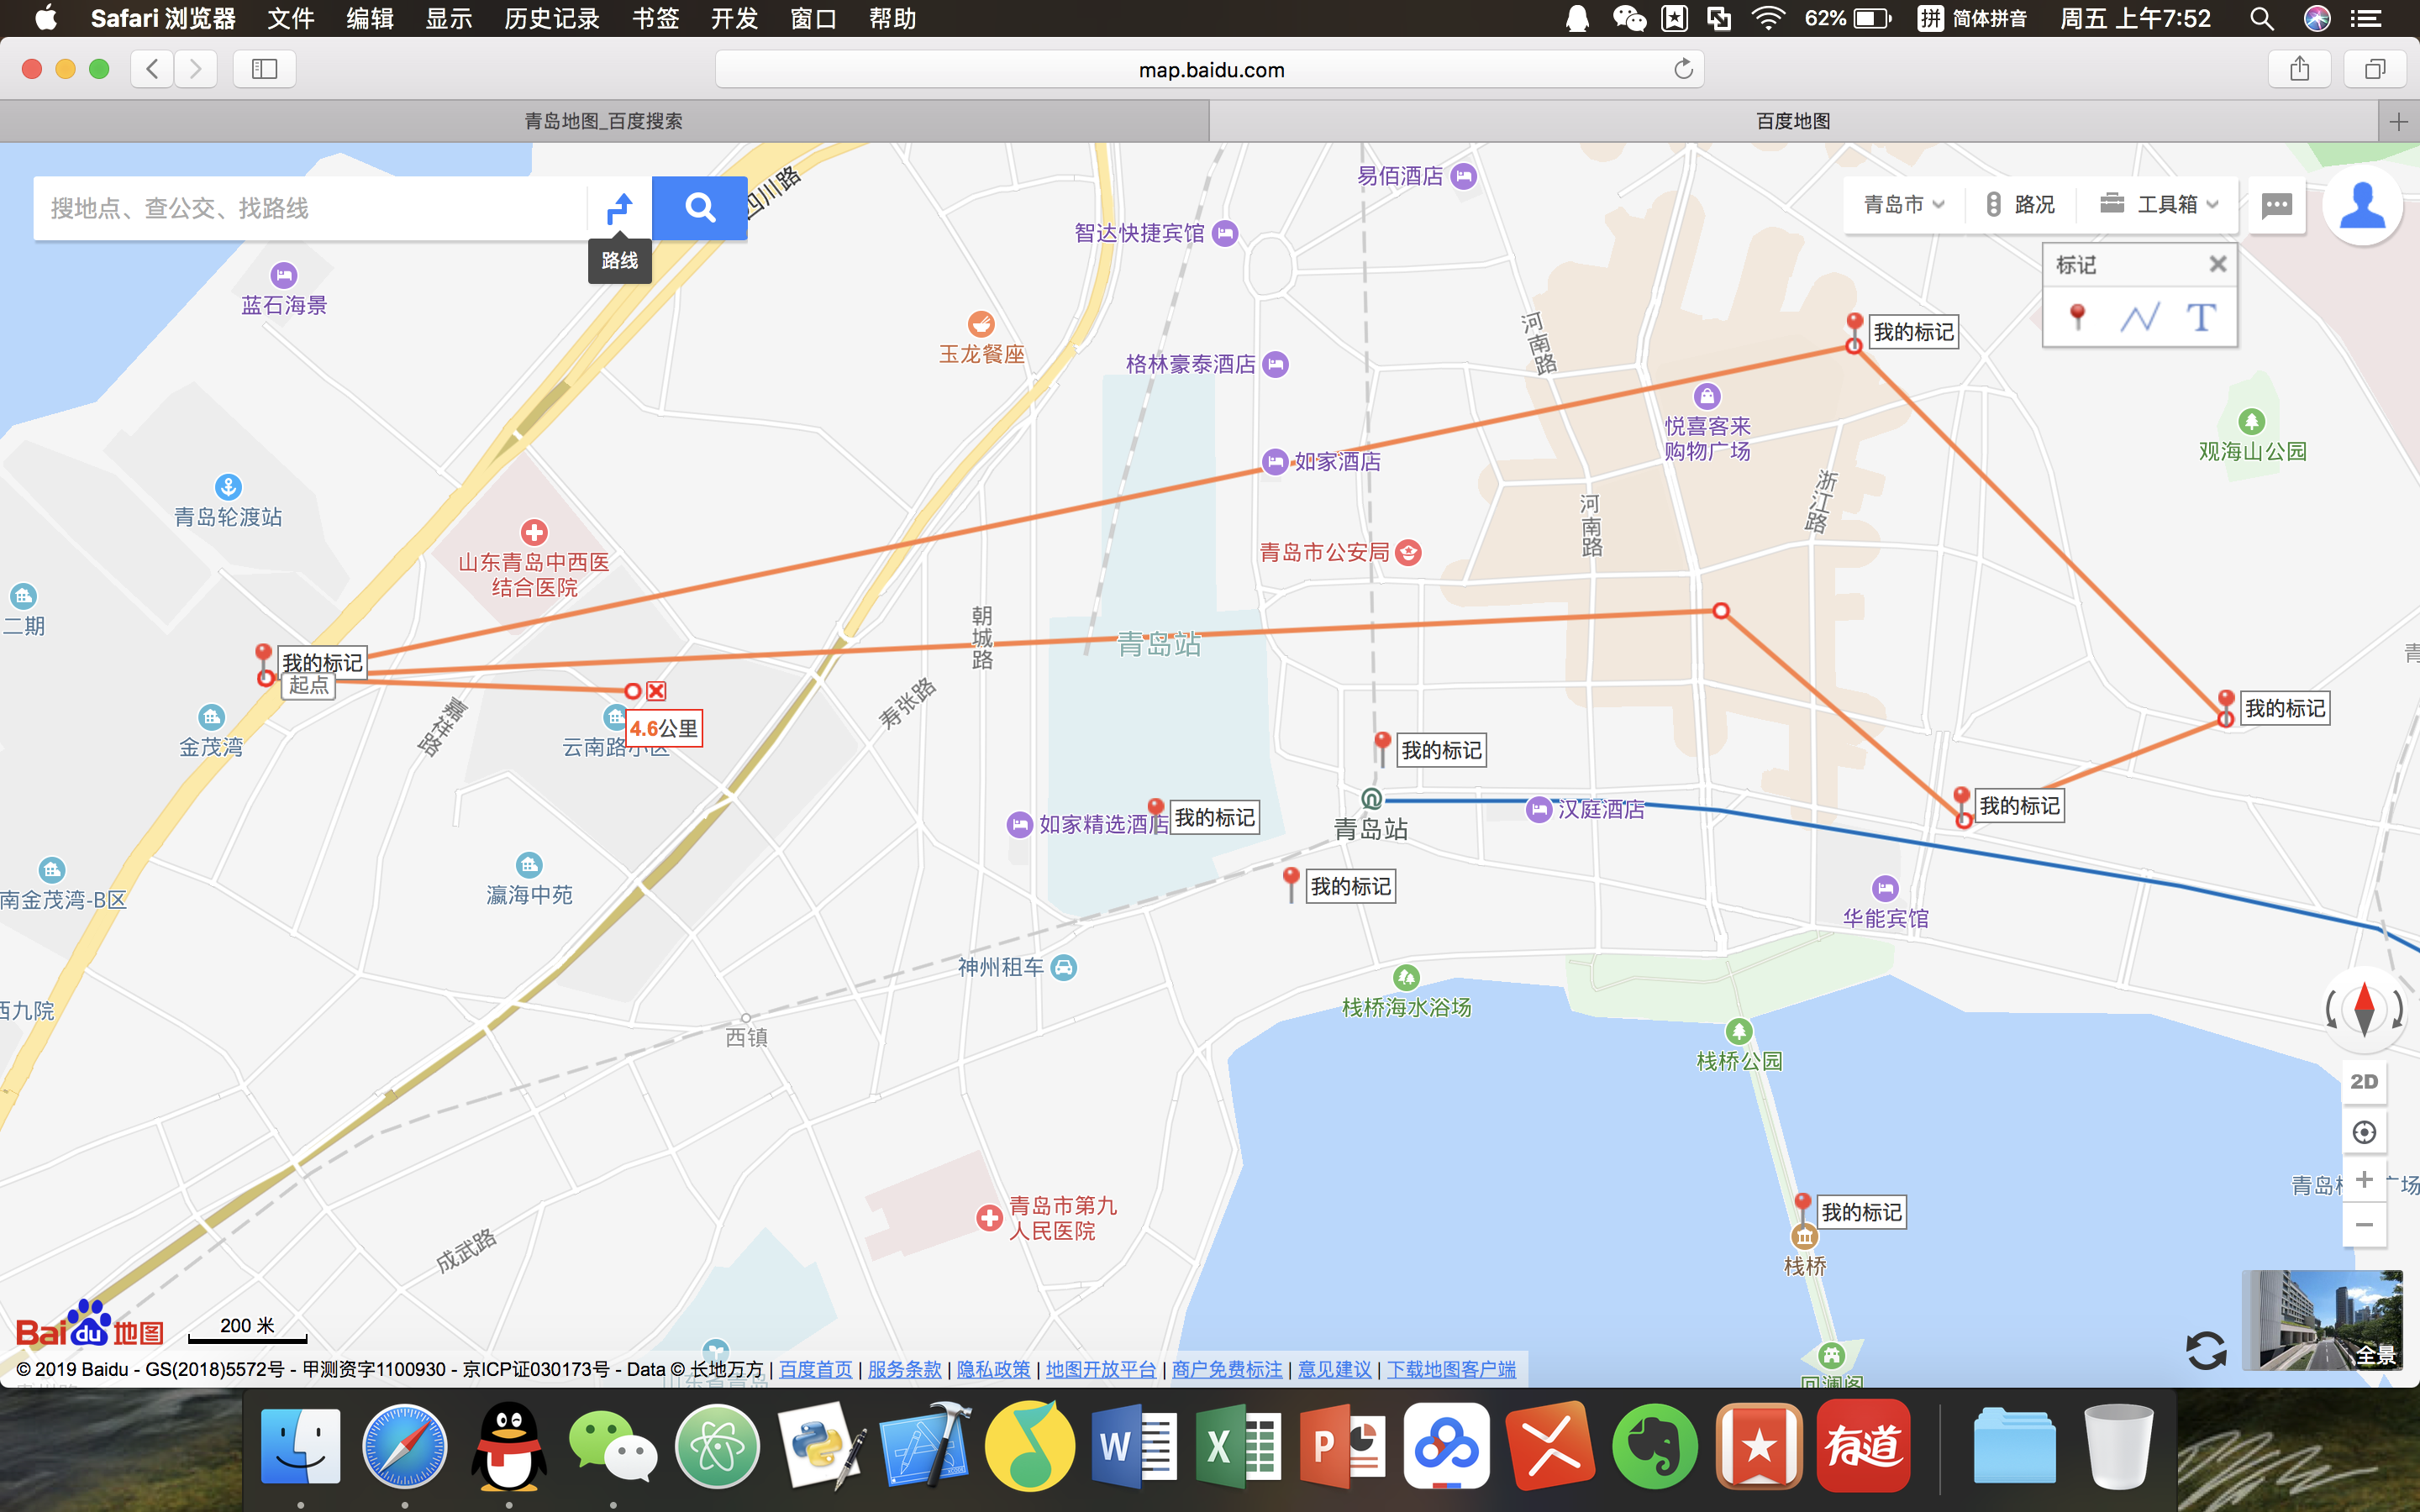 Safari 浏览器 文件 编辑 显示 历史记录 书签 开发 窗口 帮助
62% 拼 简体拼音 周五 上午7:52
map.baidu.com
青岛地图_百度搜索
百度地图
搜地点、查公交、找路线
路线
四川路
易佰酒店
智达快捷宾馆
青岛市 路况 工具箱
标记
T
蓝石海景
玉龙餐座
格林豪泰酒店
河南路
我的标记
悦喜客来
购物广场
观海山公园
如家酒店
青岛轮渡站
浙江路
河南路
山东青岛中西医
结合医院
青岛市公安局
二期
朝城路
青岛站
我的标记
起点
嘉祥路
寿张路
金茂湾
4.6公里
云南路小区
我的标记
我的标记
如家精选酒店
我的标记
青岛站
汉庭酒店
我的标记
我的标记
瀛海中苑
南金茂湾-B区
华能宾馆
神州租车
栈桥海水浴场
西九院
西镇
栈桥公园
2D
青岛市第九
人民医院
我的标记
栈桥
成武路
Bai du 地图
200 米
全景
© 2019 Baidu - GS(2018)5572号 - 甲测资字1100930 - 京ICP证030173号 - Data © 长地万方 | 百度首页 | 服务条款 | 隐私政策 | 地图开放平台 | 商户免费标注 | 意见建议 | 下载地图客户端
回澜阁
W X P 有道